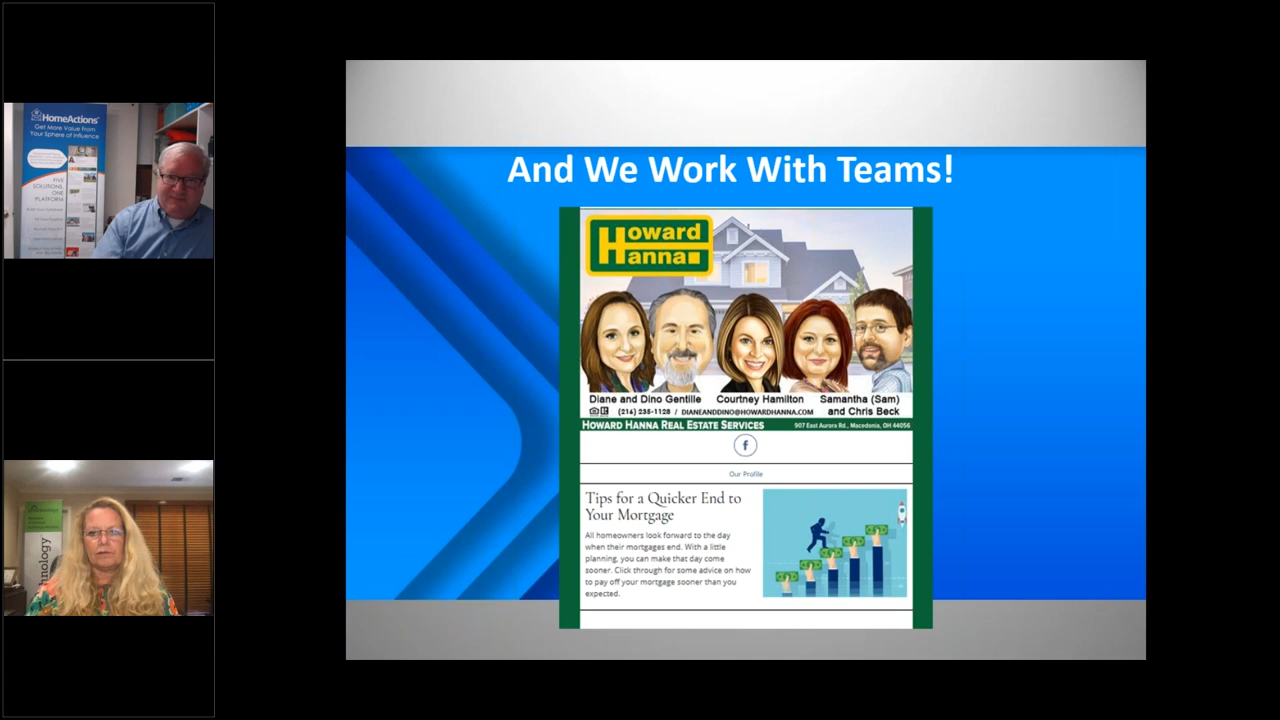 HomeActions
Get More Value From
Your Sphere of Influence
FIVE
SOLUTIONS,
ONE
PLATFORM
And We Work With Teams!
Howard
Hanna
Diane and Dino Gentille
Courtney Hamilton
Samantha (Sam)
and Chris Beck
(214) 235-1128 / DIANEANDDINO@HOWARDHANNA.COM
HOWARD HANNA REAL ESTATE SERVICES
907 East Aurora Rd., Macedonia, OH 44056
f
Our Profile
Tips for a Quicker End to
Your Mortgage
All homeowners look forward to the day
when their mortgages end. With a little
planning, you can make that day come
sooner. Click through for some advice on how
to pay off your mortgage sooner than you
expected.